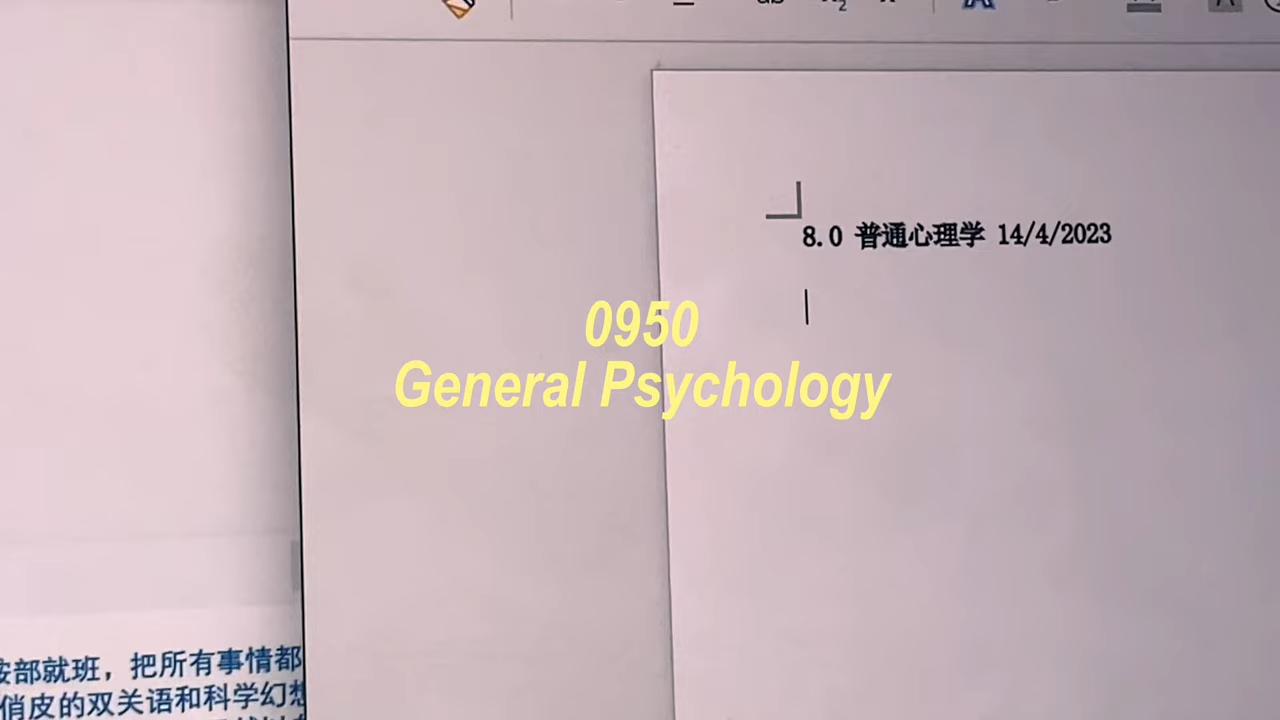 8.0 普通心理学 14/4/2023
0950
General Psychology
按部就班，把所有事情都
俏皮的双关语和科学幻想